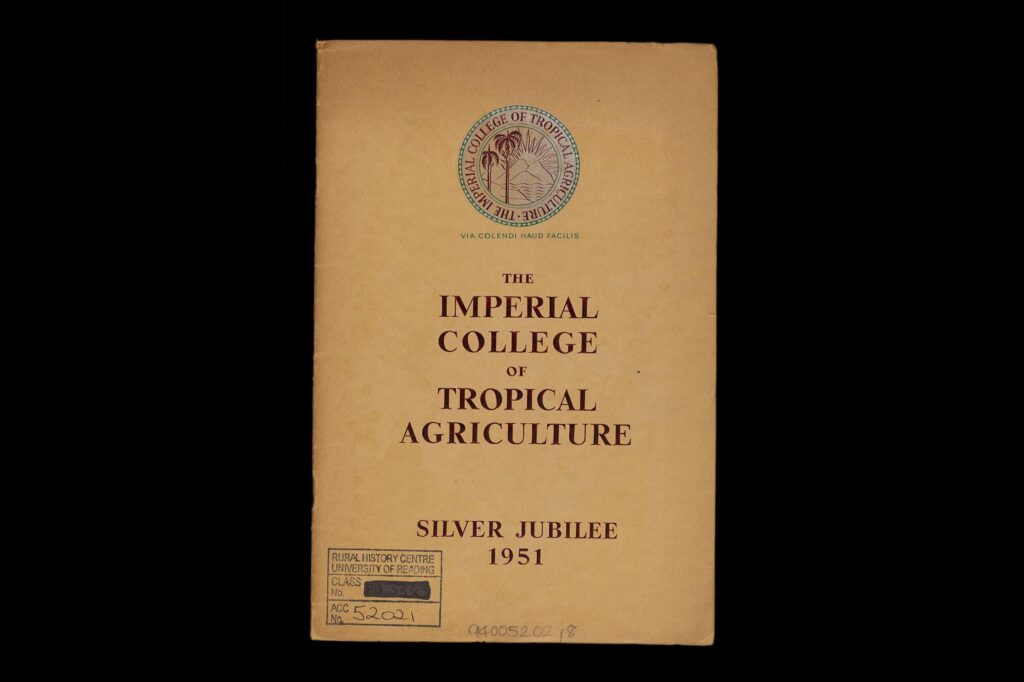 THE IMPERIAL COLLEGE OF TROPICAL AGRICULTURE ·
VIA COLENDI HAUD FACILIS
THE
IMPERIAL
COLLEGE
OF
TROPICAL
AGRICULTURE
SILVER JUBILEE
1951
RURAL HISTORY CENTRE
UNIVERSITY OF READING
CLASS
No.
ACC
No. 52021